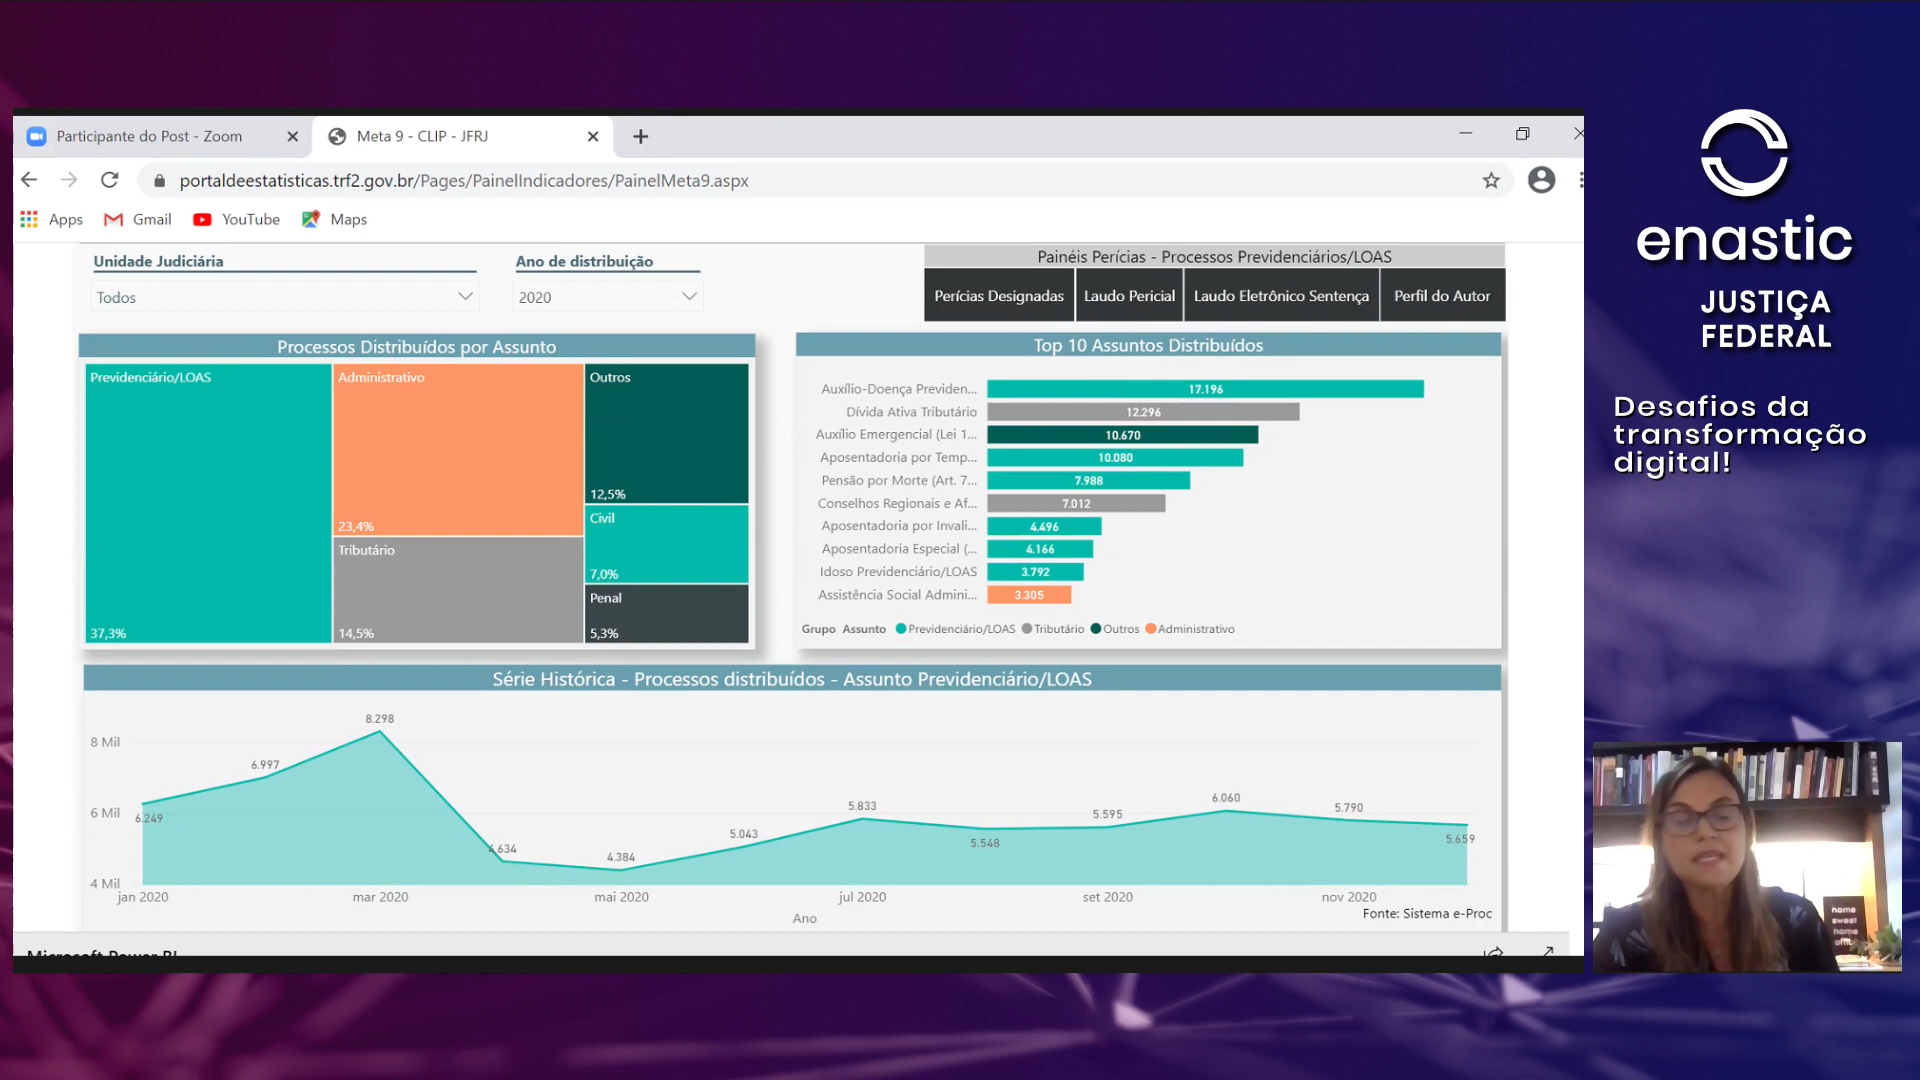 Participante do Post - Zoom
Meta 9 - CLIP - JFRJ
portaldeestatisticas.trf2.gov.br/Pages/PainelIndicadores/PainelMeta9.aspx
Apps
Gmail
YouTube
Maps
Unidade Judiciária
Todos
Ano de distribuição
2020
Painéis Perícias - Processos Previdenciários/LOAS
Perícias Designadas
Laudo Pericial
Laudo Eletrônico Sentença
Perfil do Autor
Processos Distribuídos por Assunto
Previdenciário/LOAS
37,3%
Administrativo
23,4%
Tributário
14,5%
Outros
12,5%
Civil
7,0%
Penal
5,3%
Top 10 Assuntos Distribuídos
Auxílio-Doença Previden... 17.196
Dívida Ativa Tributário 12.296
Auxílio Emergencial (Lei 1... 10.670
Aposentadoria por Temp... 10.080
Pensão por Morte (Art. 7... 7.988
Conselhos Regionais e Af... 7.012
Aposentadoria por Invali... 4.496
Aposentadoria Especial (... 4.166
Idoso Previdenciário/LOAS 3.792
Assistência Social Admini... 3.305
Grupo Assunto Previdenciário/LOAS Tributário Outros Administrativo
Série Histórica - Processos distribuídos - Assunto Previdenciário/LOAS
8 Mil
6 Mil
4 Mil
6.249
6.997
8.298
4.634
4.384
5.043
5.833
5.548
5.595
6.060
5.790
5.659
jan 2020
mar 2020
mai 2020
jul 2020
set 2020
nov 2020
Ano
Fonte: Sistema e-Proc
Microsoft Power BI
enastic
JUSTIÇA
FEDERAL
Desafios da
transformação
digital!
home
sweet
home